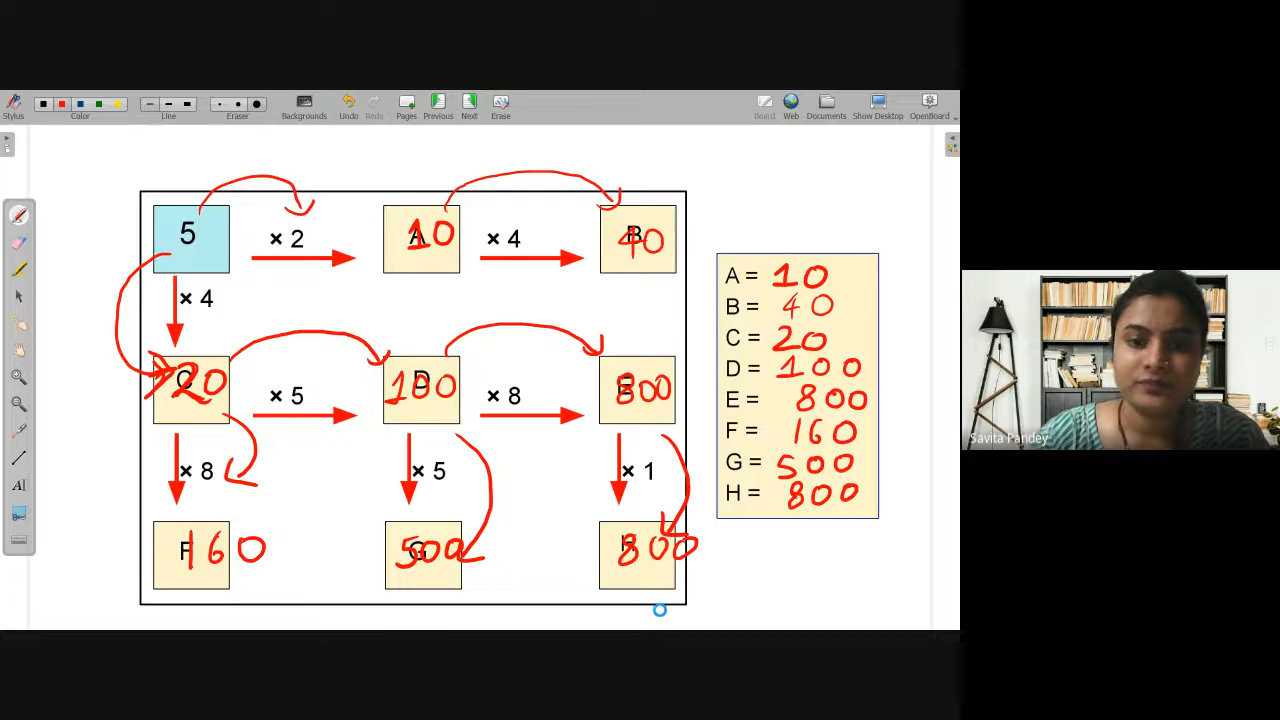 Stylus Color Line Eraser Backgrounds Undo Redo Pages Previous Next Erase Board Web Documents Show Desktop OpenBoard
5 × 2 10 × 4 40
× 4
20 × 5 100 × 8 800
× 8 × 5 × 1
F 160 G 500 800
A = 10
B = 40
C = 20
D = 100
E = 800
F = 160
G = 500
H = 800
Savita Pandey